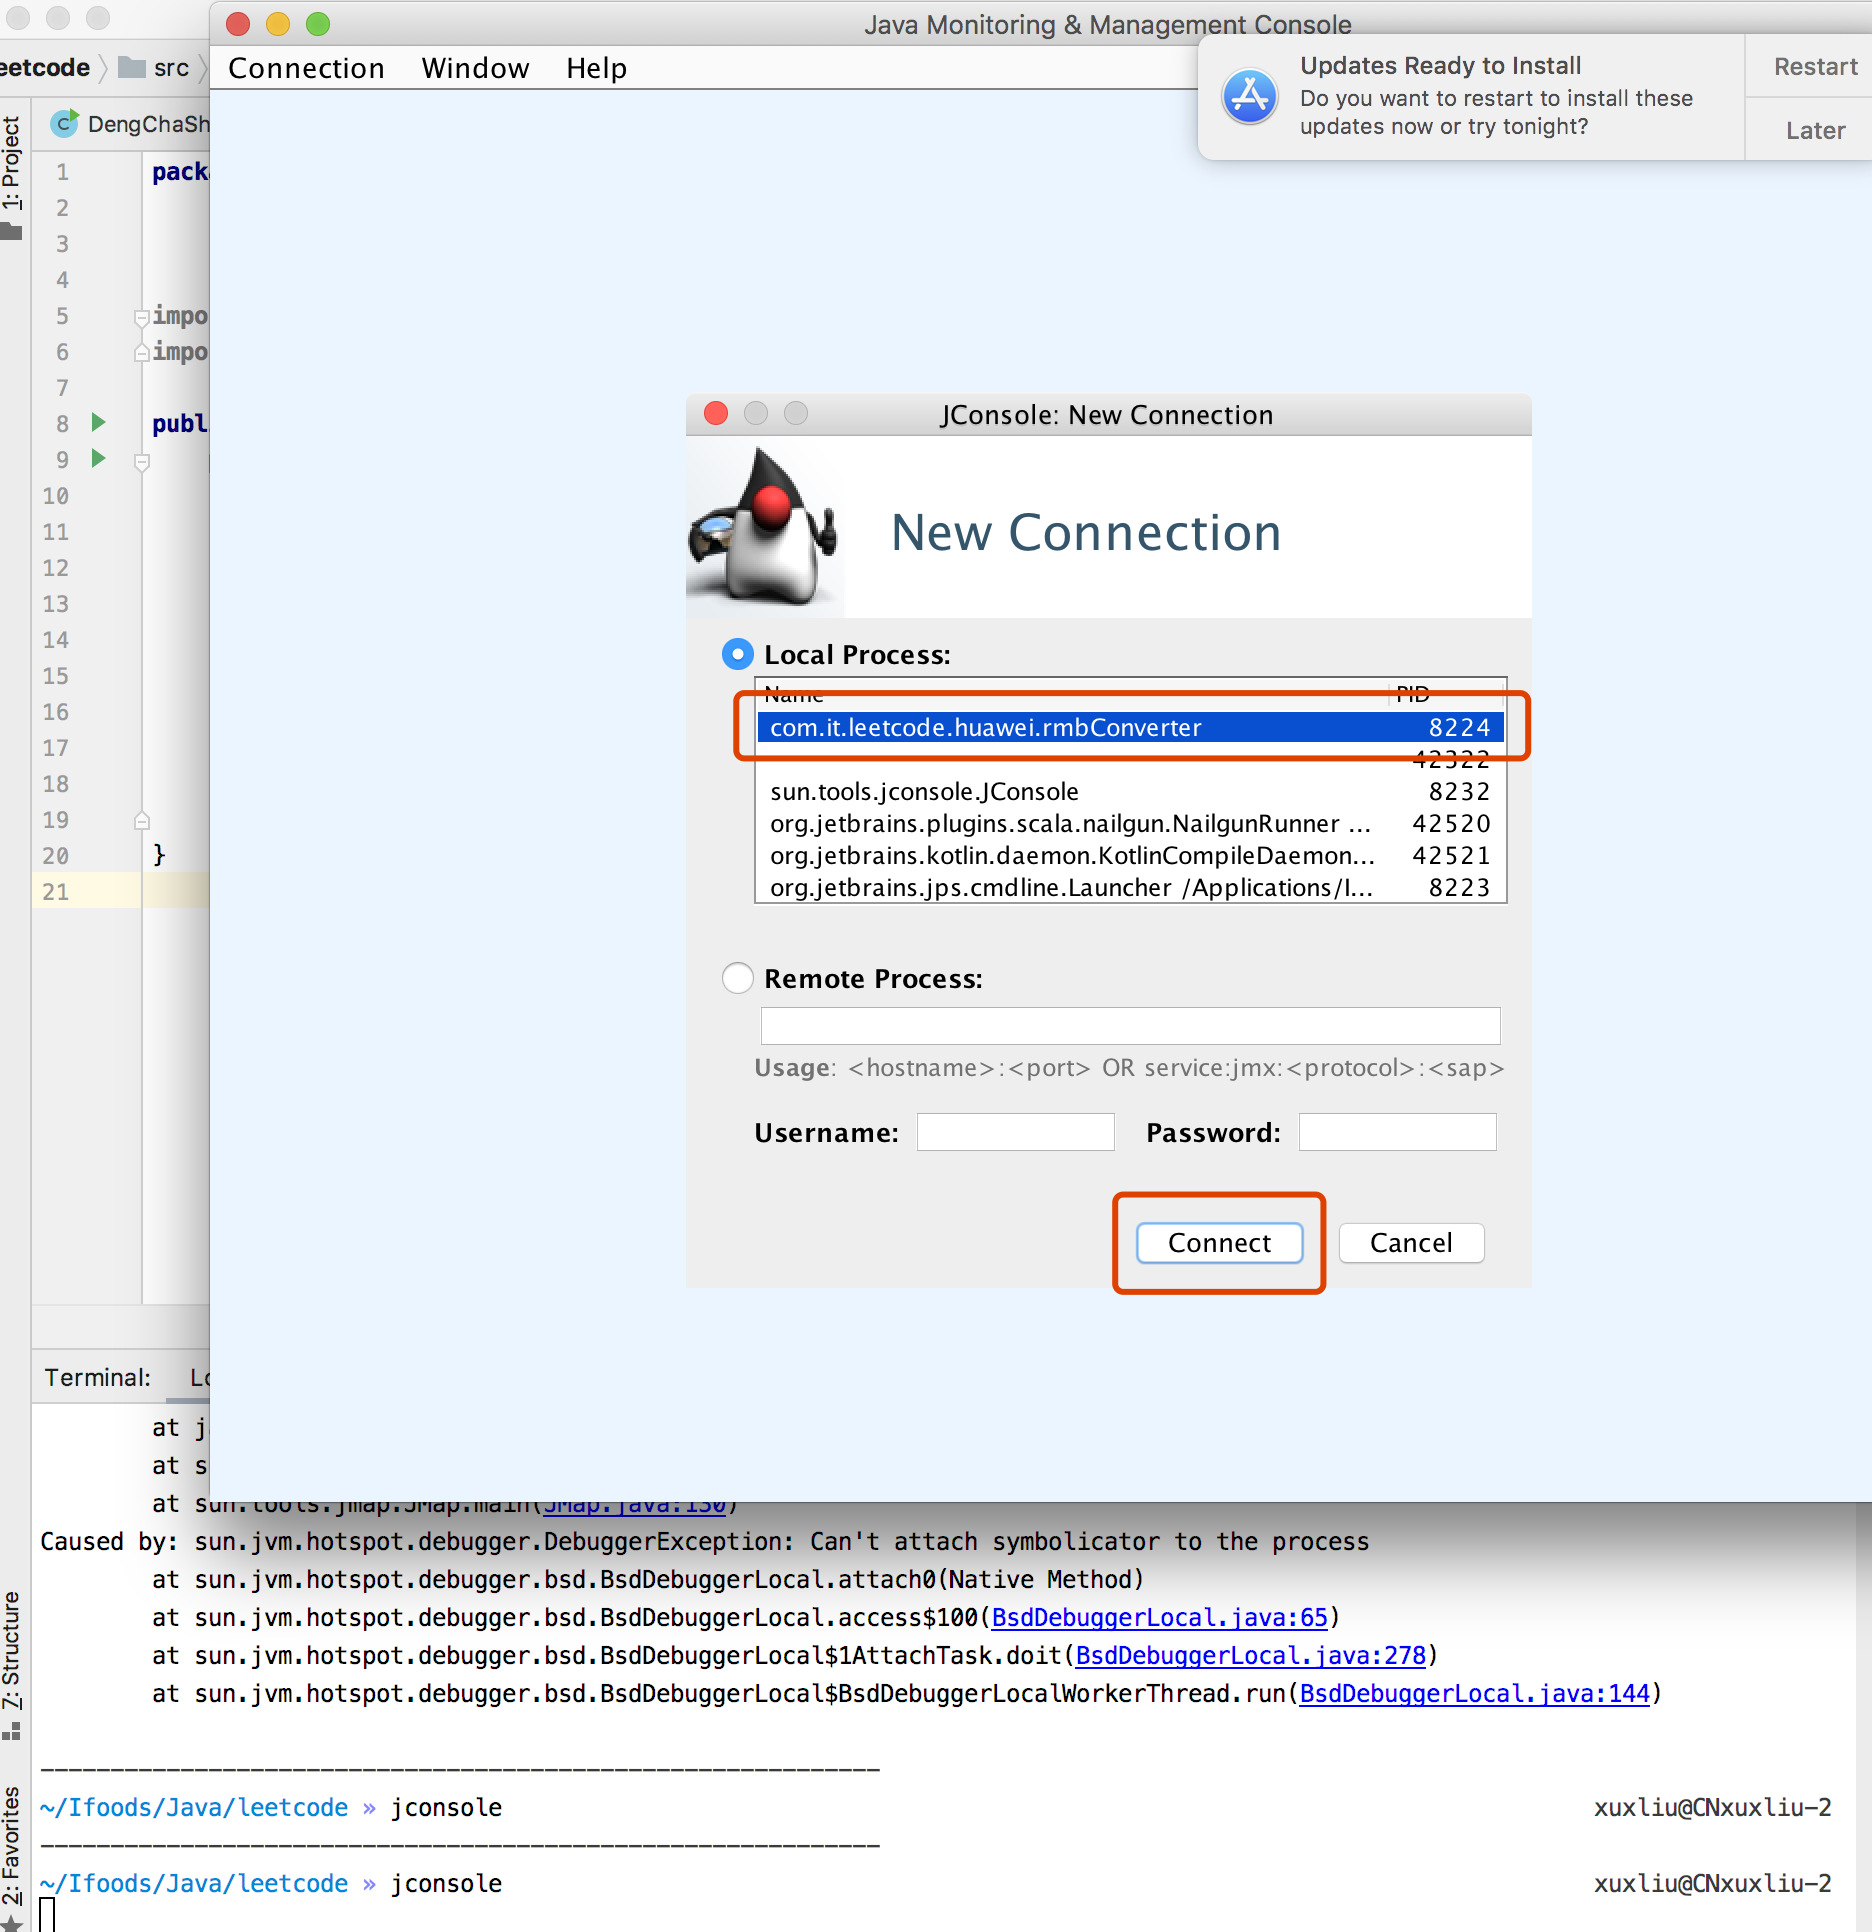 Java Monitoring & Management Console
Connection Window Help
Updates Ready to Install
Do you want to restart to install these
updates now or try tonight?
Restart
Later
eetcode src
1: Project
DengChaSh
1 pack
2
3
4
5 impo
6 impo
7
8 publ
9
10
11
12
13
14
15
16
17
18
19
20 }
21
JConsole: New Connection
New Connection
Local Process:
Name PID
com.it.leetcode.huawei.rmbConverter 8224
42322
sun.tools.jconsole.JConsole 8232
org.jetbrains.plugins.scala.nailgun.NailgunRunner ... 42520
org.jetbrains.kotlin.daemon.KotlinCompileDaemon... 42521
org.jetbrains.jps.cmdline.Launcher /Applications/I... 8223
Remote Process:
Usage: <hostname>:<port> OR service:jmx:<protocol>:<sap>
Username: Password:
Connect Cancel
Terminal: Lo
at j
at s
at sun.tools.jmap.JMap.main(JMap.java:130)
Caused by: sun.jvm.hotspot.debugger.DebuggerException: Can't attach symbolicator to the process
at sun.jvm.hotspot.debugger.bsd.BsdDebuggerLocal.attach0(Native Method)
at sun.jvm.hotspot.debugger.bsd.BsdDebuggerLocal.access$100(BsdDebuggerLocal.java:65)
at sun.jvm.hotspot.debugger.bsd.BsdDebuggerLocal$1AttachTask.doit(BsdDebuggerLocal.java:278)
at sun.jvm.hotspot.debugger.bsd.BsdDebuggerLocal$BsdDebuggerLocalWorkerThread.run(BsdDebuggerLocal.java:144)
7: Structure
~/Ifoods/Java/leetcode » jconsole xuxliu@CNxuxliu-2
~/Ifoods/Java/leetcode » jconsole xuxliu@CNxuxliu-2
2: Favorites